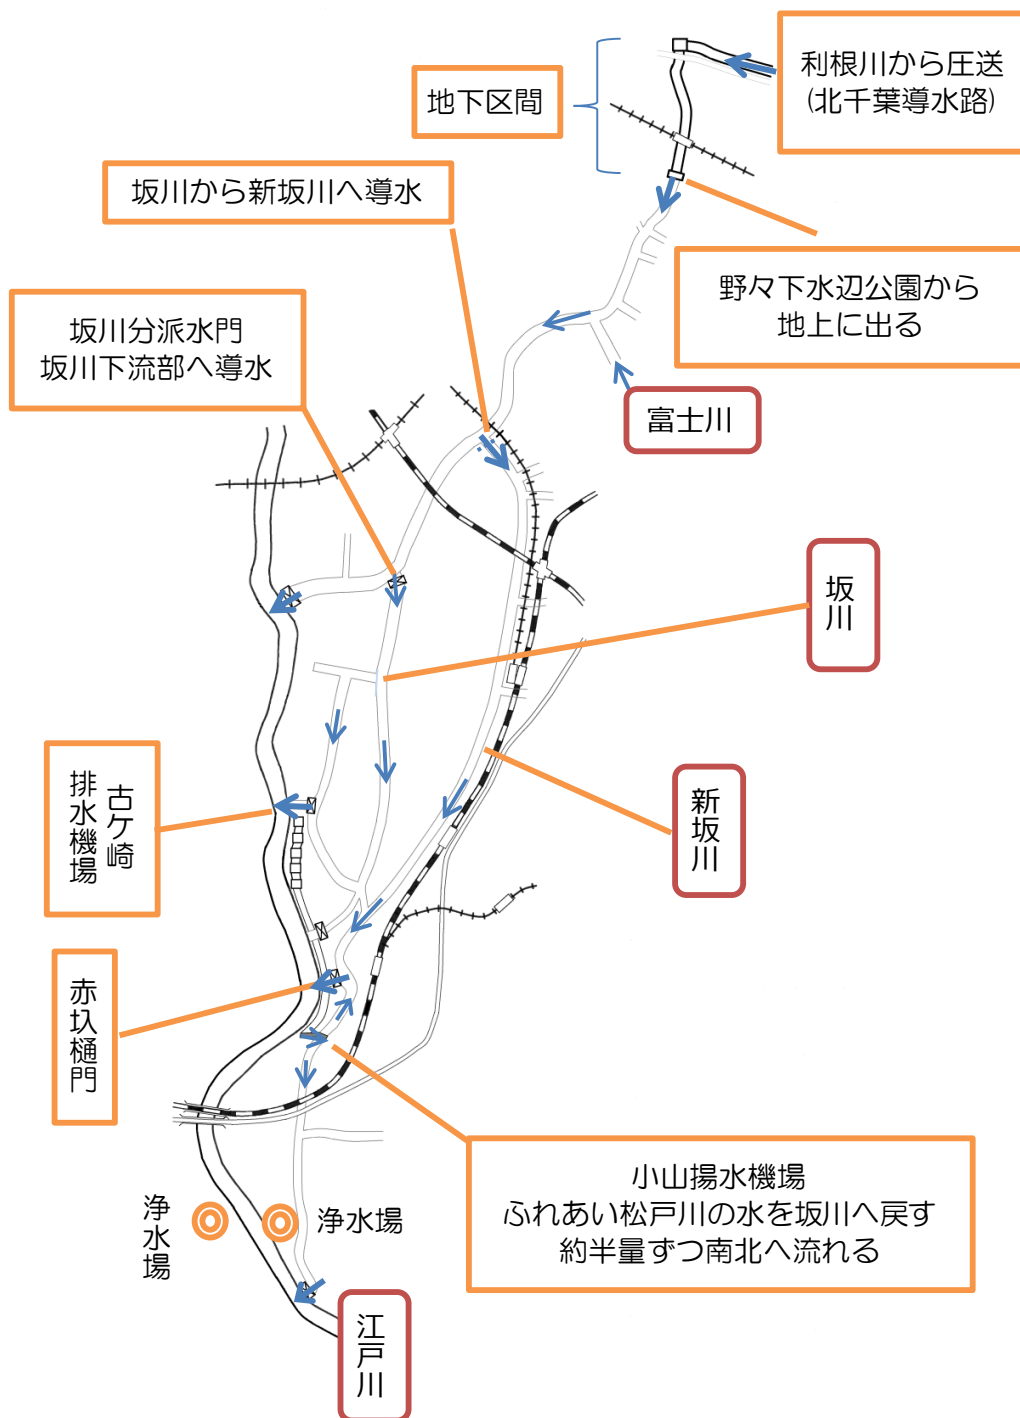 利根川から圧送
(北千葉導水路)
地下区間
坂川から新坂川へ導水
野々下水辺公園から
地上に出る
坂川分派水門
坂川下流部へ導水
富士川
坂川
新坂川
古ケ崎
排水機場
赤圦樋門
小山揚水機場
ふれあい松戸川の水を坂川へ戻す
約半量ずつ南北へ流れる
浄水場
浄水場
江戸川